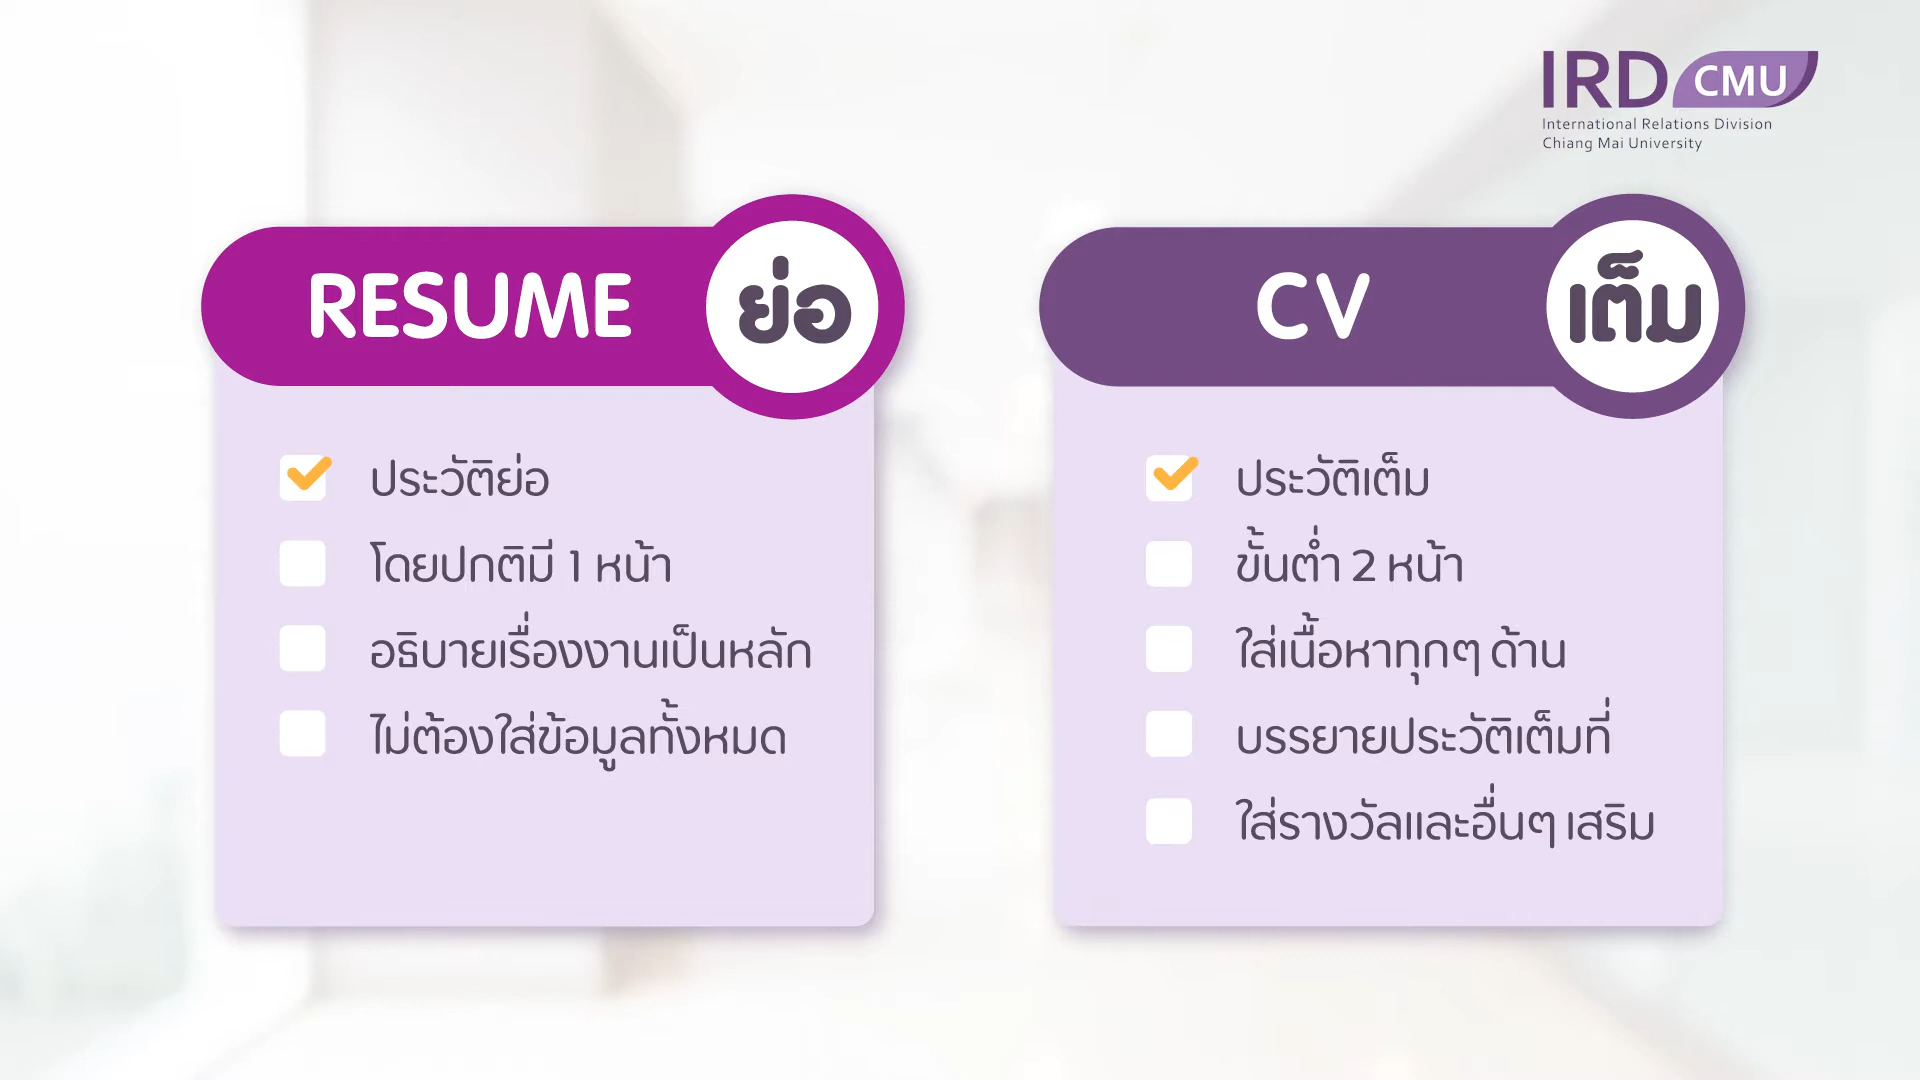 IRD CMU
International Relations Division
Chiang Mai University
RESUME ย่อ
ประวัติย่อ
โดยปกติมี 1 หน้า
อธิบายเรื่องงานเป็นหลัก
ไม่ต้องใส่ข้อมูลทั้งหมด
CV เต็ม
ประวัติเต็ม
ขั้นต่ำ 2 หน้า
ใส่เนื้อหาทุกๆ ด้าน
บรรยายประวัติเต็มที่
ใส่รางวัลและอื่นๆ เสริม